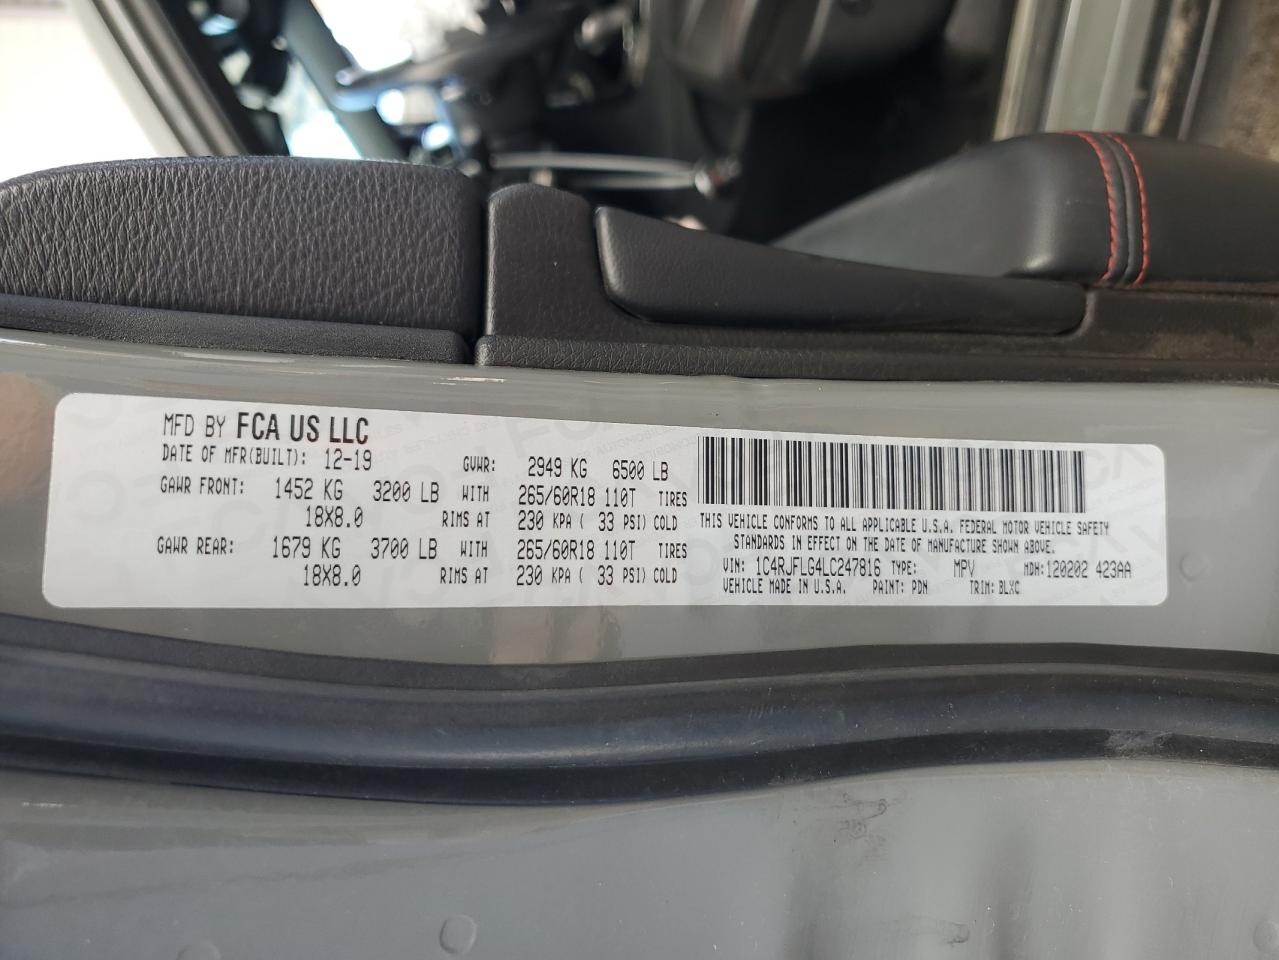 MFD BY FCA US LLC
DATE OF MFR(BUILT): 12-19 GVWR: 2949 KG 6500 LB
GAWR FRONT: 1452 KG 3200 LB WITH 265/60R18 110T TIRES
18X8.0 RIMS AT 230 KPA ( 33 PSI) COLD
GAWR REAR: 1679 KG 3700 LB WITH 265/60R18 110T TIRES
18X8.0 RIMS AT 230 KPA ( 33 PSI) COLD
THIS VEHICLE CONFORMS TO ALL APPLICABLE U.S.A. FEDERAL MOTOR VEHICLE SAFETY
STANDARDS IN EFFECT ON THE DATE OF MANUFACTURE SHOWN ABOVE.
VIN: 1C4RJFLG4LC247816 TYPE: MPV MDH: 120202 423AA
VEHICLE MADE IN U.S.A. PAINT: PDN TRIM: BLXC